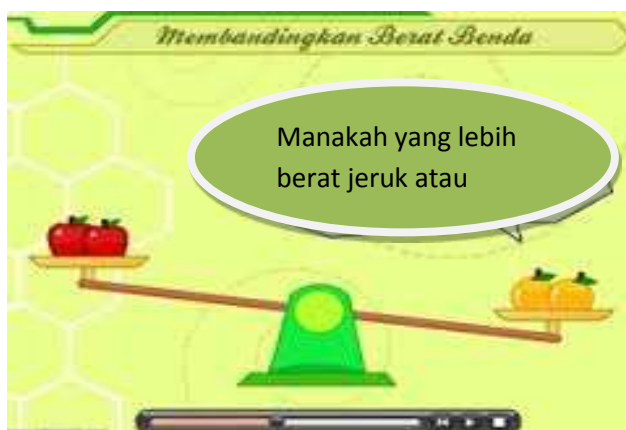 Membandingkan Berat Benda
Manakah yang lebih
berat jeruk atau